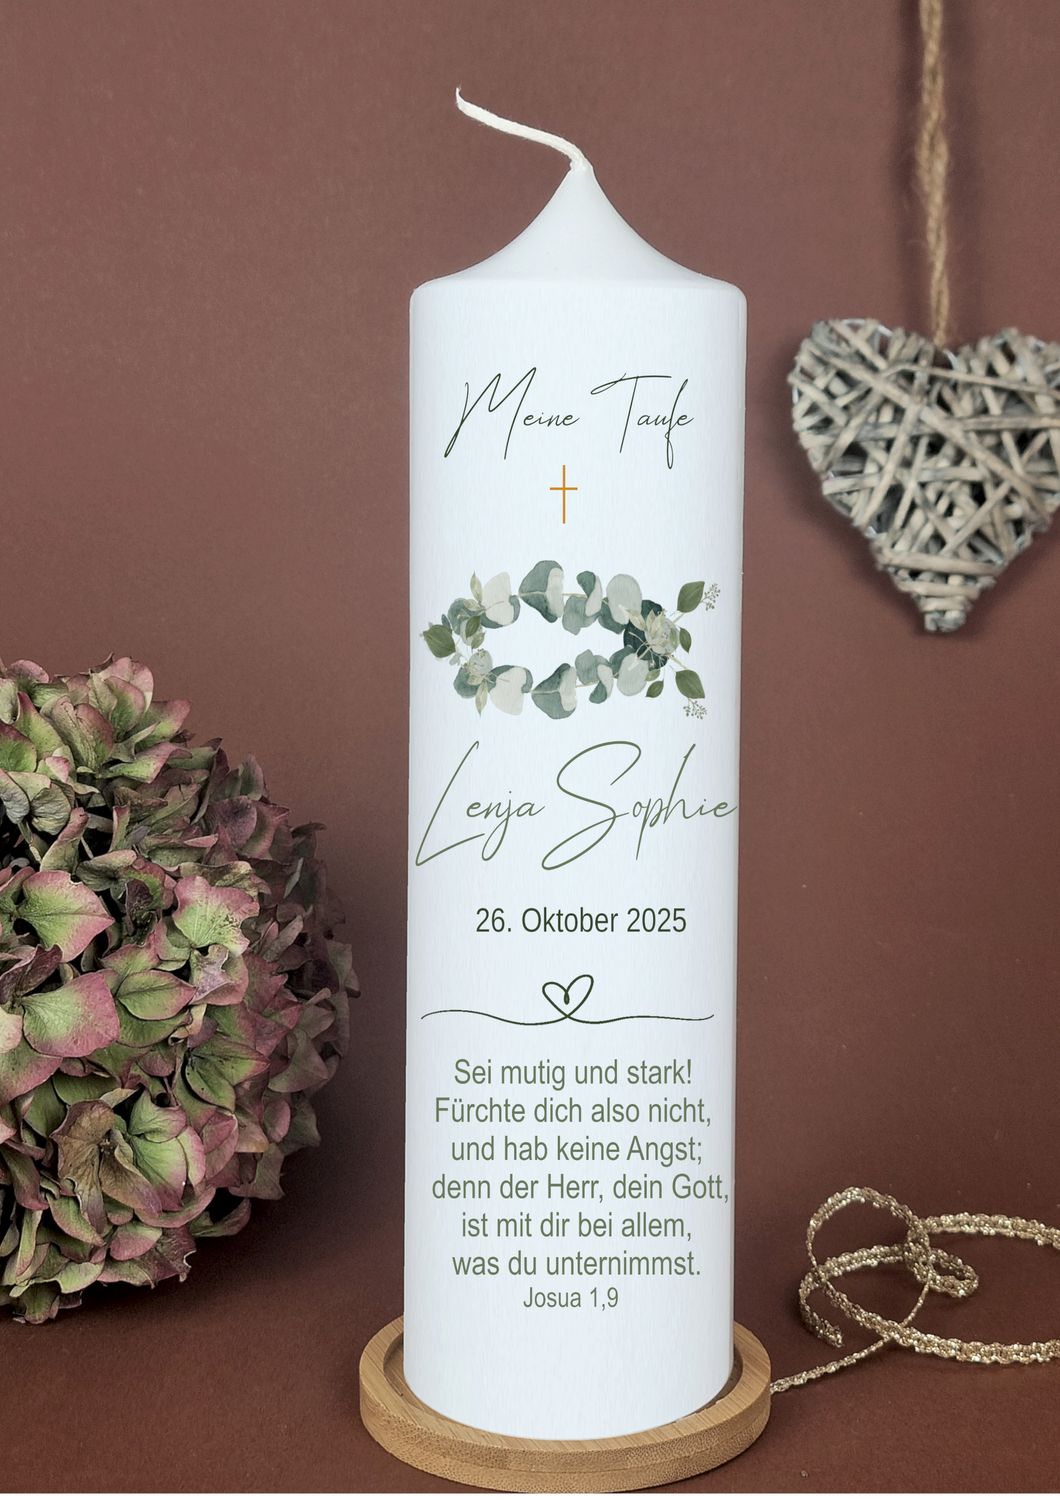 Meine Taufe
Lenja Sophie
26. Oktober 2025
Sei mutig und stark!
Fürchte dich also nicht,
und hab keine Angst;
denn der Herr, dein Gott,
ist mit dir bei allem,
was du unternimmst.
Josua 1,9